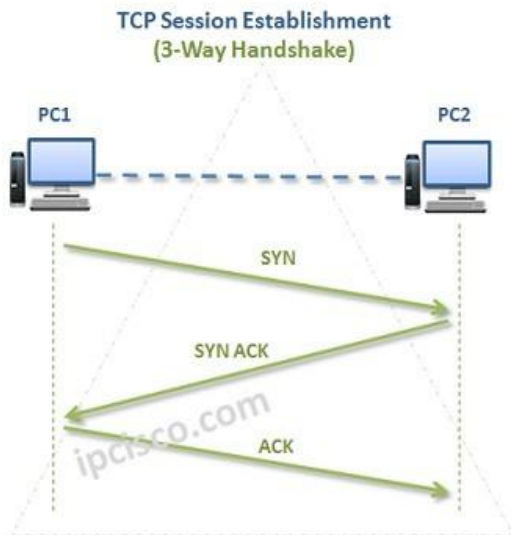 TCP Session Establishment
(3-Way Handshake)
PC1
PC2
SYN
SYN ACK
ipcisco.com
ACK